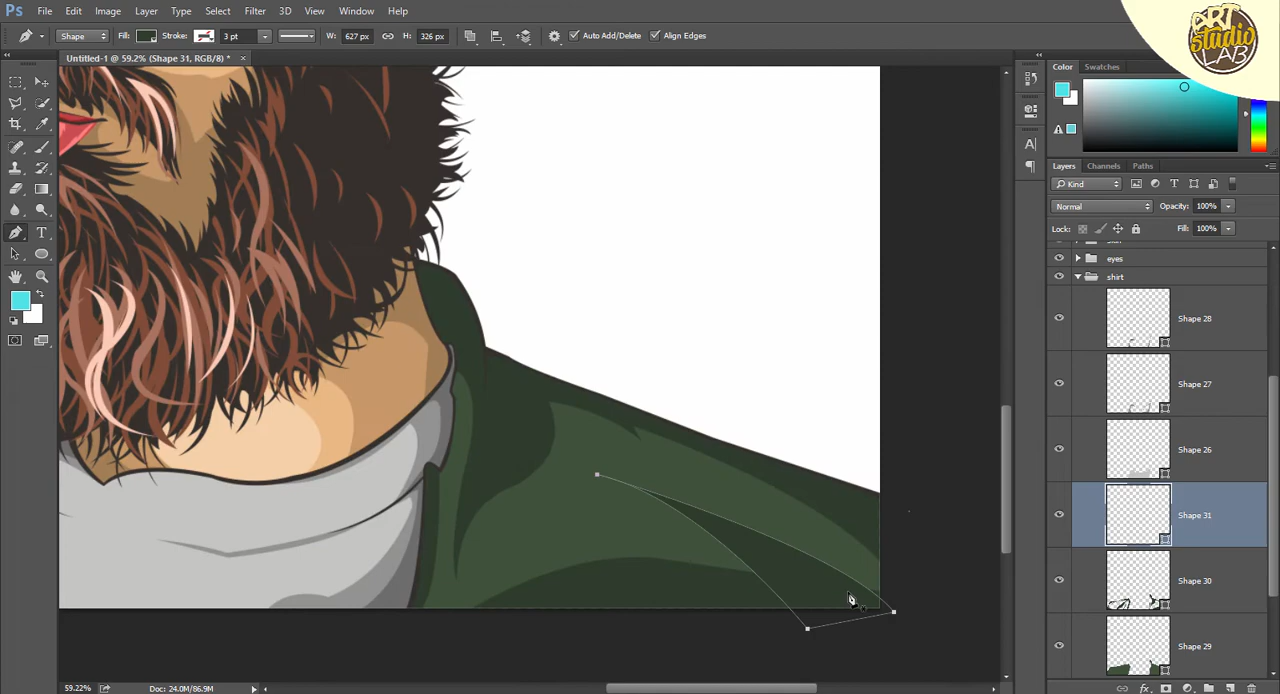 Ps File Edit Image Layer Type Select Filter 3D View Window Help
ART studio LAB
Shape Fill: Stroke: 3 pt W: 627 px H: 326 px Auto Add/Delete Align Edges
Untitled-1 @ 59.2% (Shape 31, RGB/8) * ×
Color Swatches
Layers Channels Paths
Kind
Normal Opacity: 100%
Lock: Fill: 100%
eyes
shirt
Shape 28
Shape 27
Shape 26
Shape 31
Shape 30
Shape 29
59.22% Doc: 24.0M/86.9M